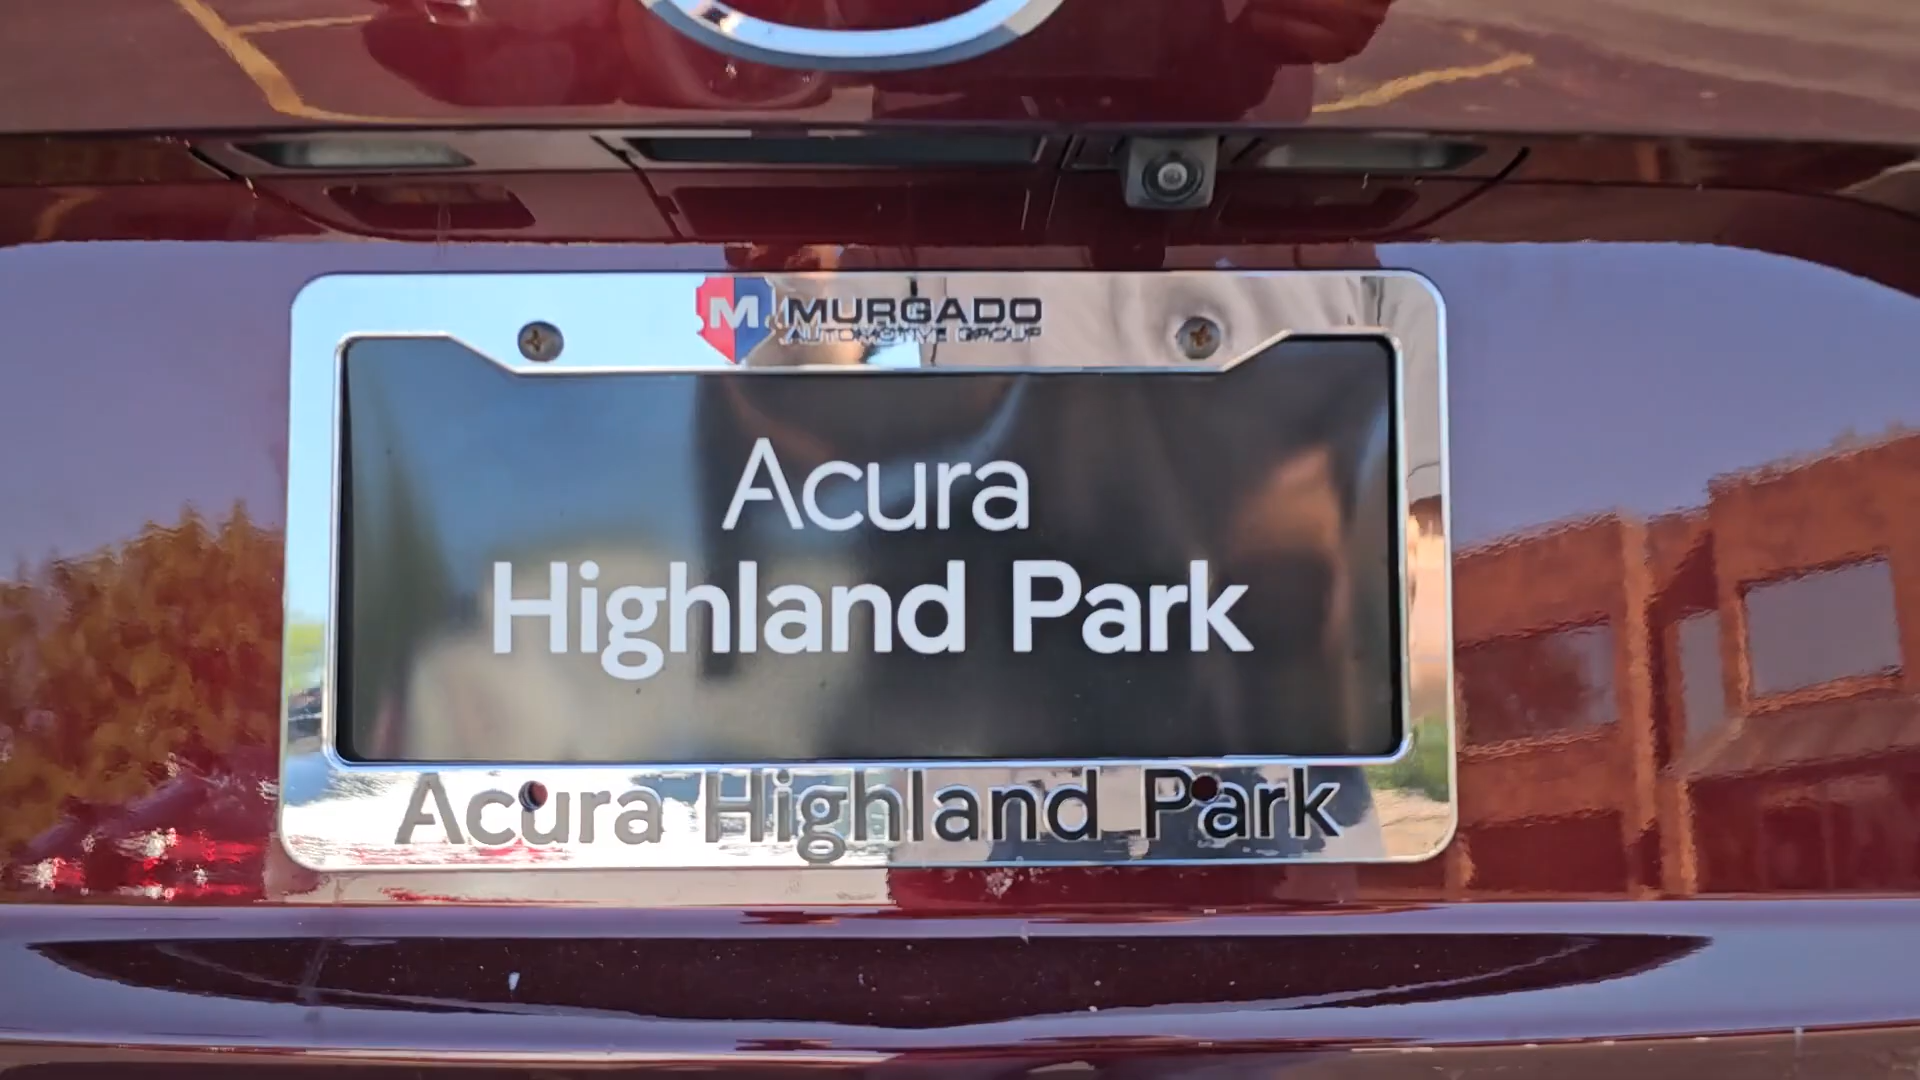 M MURGADO
AUTOMOTIVE GROUP
Acura
Highland Park
Acura Highland Park